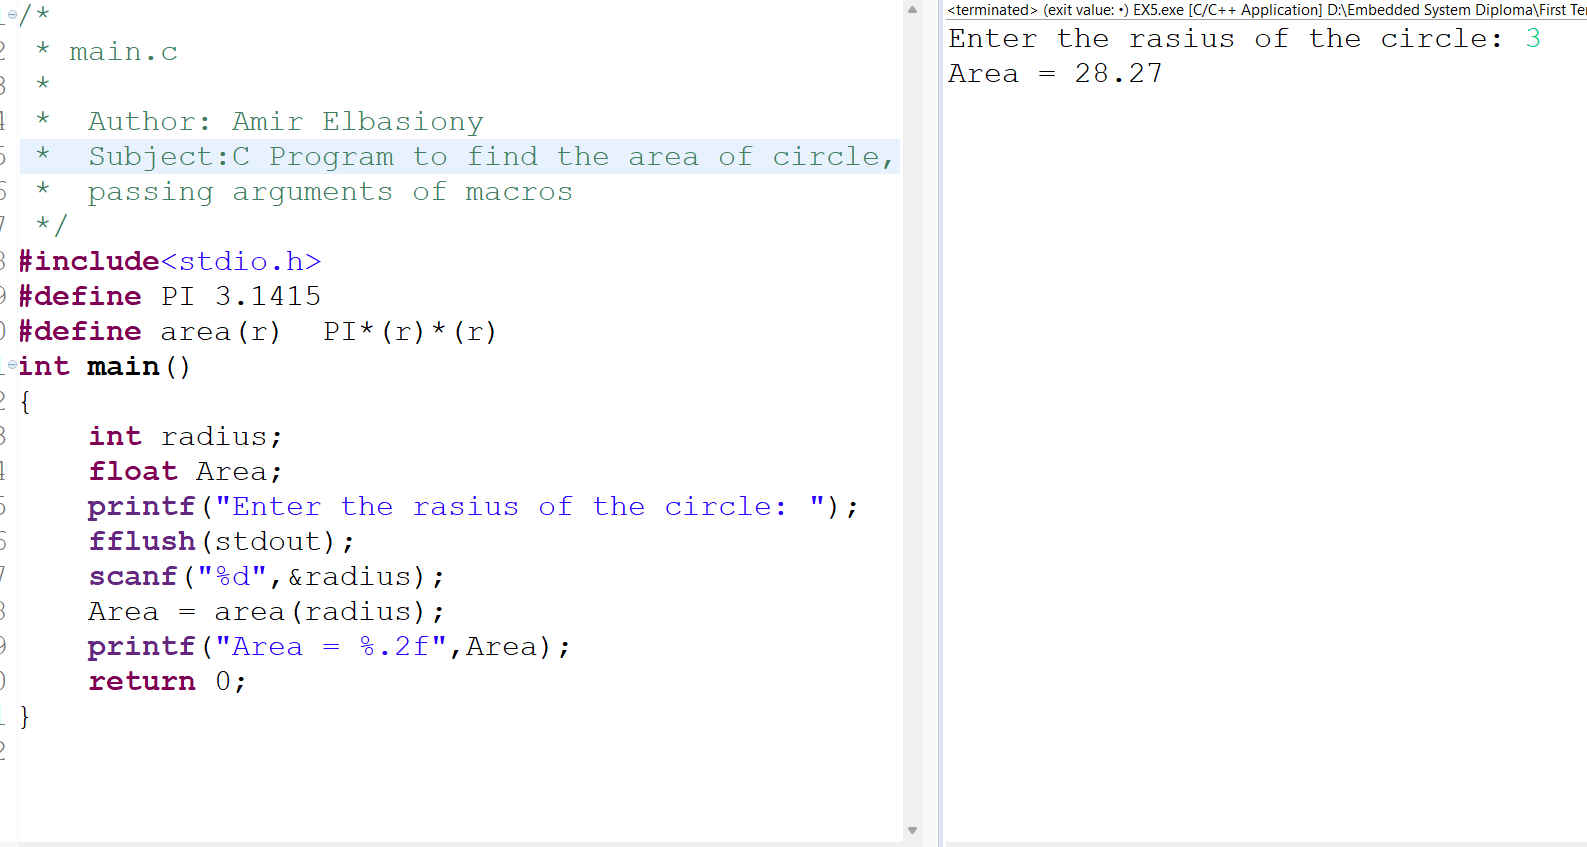 /*
 * main.c
 *
 *  Author: Amir Elbasiony
 *  Subject:C Program to find the area of circle,
 *  passing arguments of macros
 */
#include<stdio.h>
#define PI 3.1415
#define area(r)  PI*(r)*(r)
int main()
{
    int radius;
    float Area;
    printf("Enter the rasius of the circle: ");
    fflush(stdout);
    scanf("%d",&radius);
    Area = area(radius);
    printf("Area = %.2f",Area);
    return 0;
}
<terminated> (exit value: •) EX5.exe [C/C++ Application] D:\Embedded System Diploma\First
Enter the rasius of the circle: 3
Area = 28.27